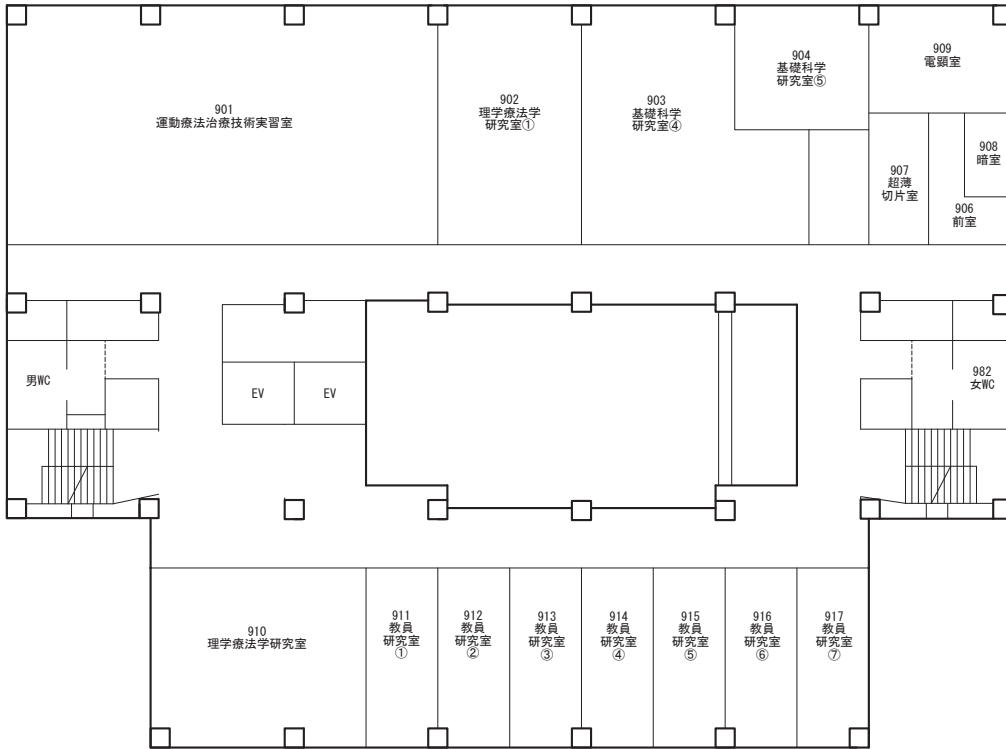 901
運動療法治療技術実習室
902
理学療法学
研究室①
903
基礎科学
研究室④
904
基礎科学
研究室⑤
909
電顕室
908
暗室
907
超薄
切片室
906
前室
男WC
EV
EV
982
女WC
910
理学療法学研究室
911
教員
研究室
①
912
教員
研究室
②
913
教員
研究室
③
914
教員
研究室
④
915
教員
研究室
⑤
916
教員
研究室
⑥
917
教員
研究室
⑦